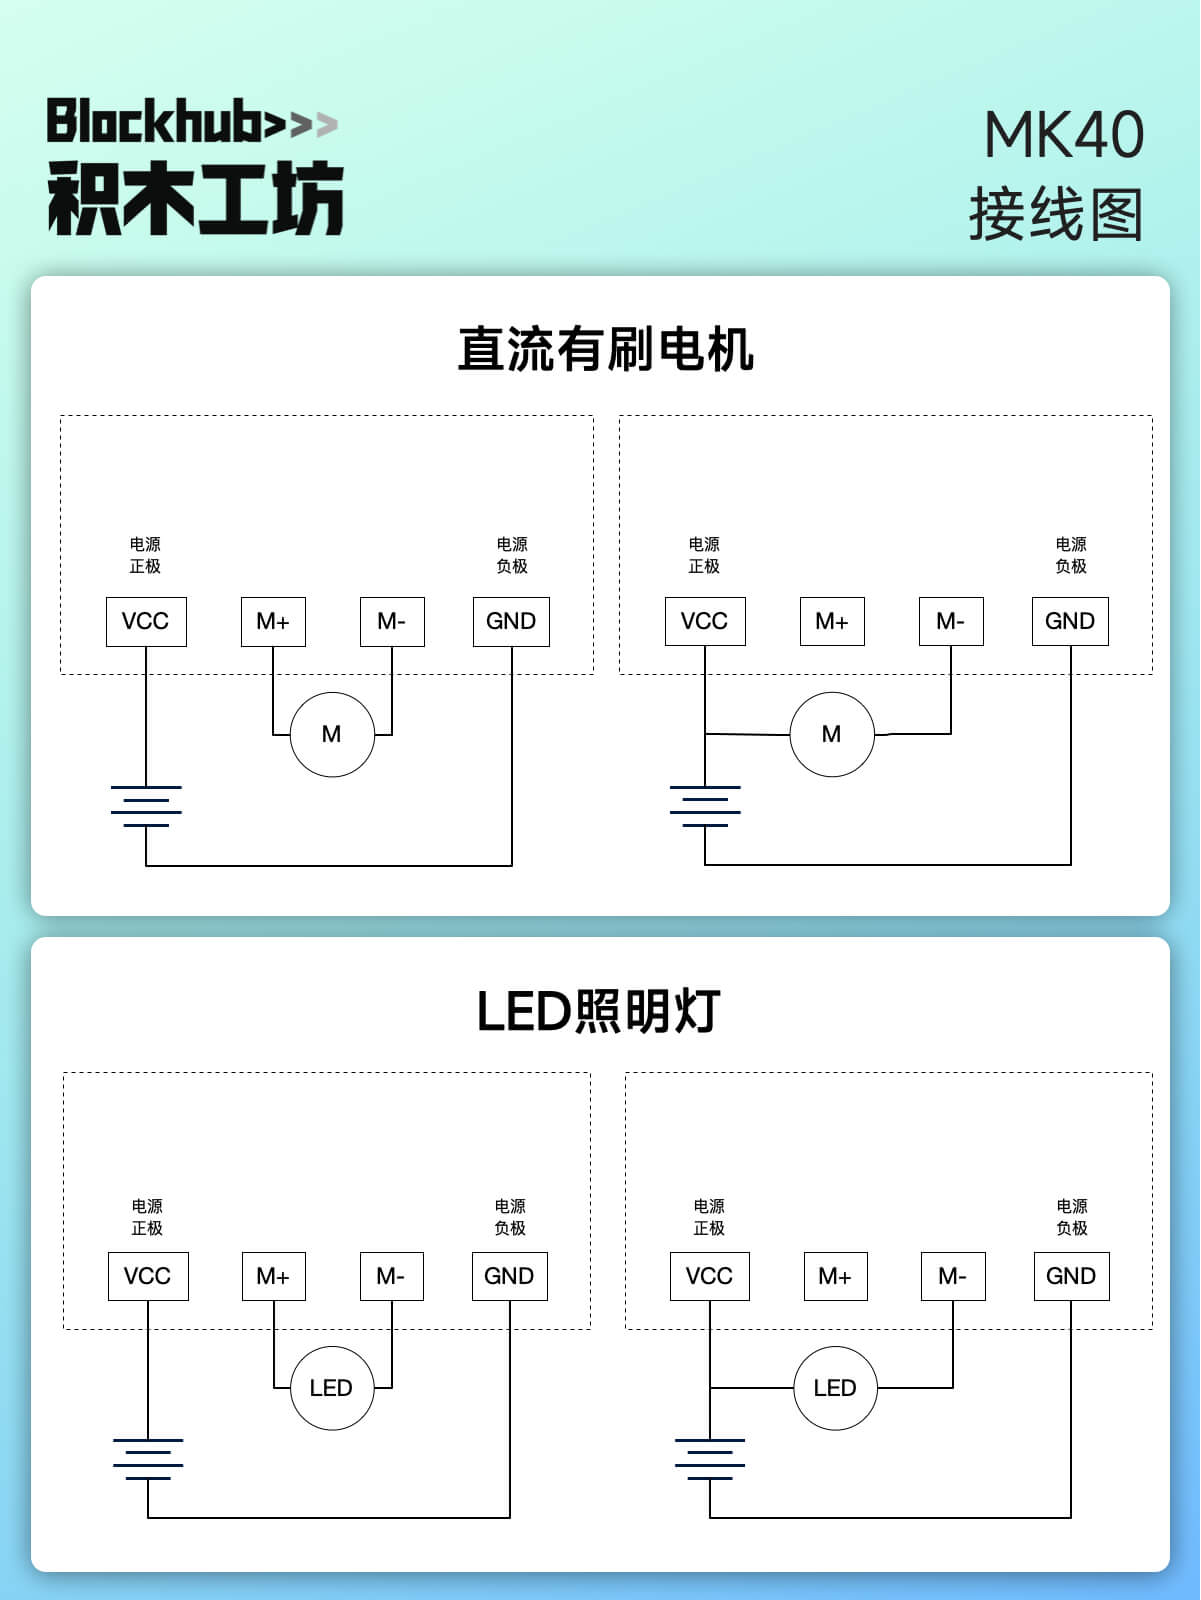 Blockhub>>>
积木工坊
MK40
接线图
直流有刷电机
电源
正极
电源
负极
VCC M+ M- GND
M
电源
正极
电源
负极
VCC M+ M- GND
M
LED照明灯
电源
正极
电源
负极
VCC M+ M- GND
LED
电源
正极
电源
负极
VCC M+ M- GND
LED